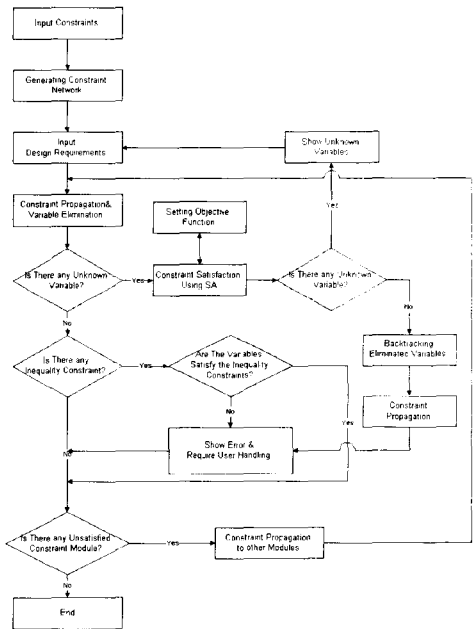 Input Constraints
Generating Constraint
Network
Input
Design Requirements
Show Unknown
Variables
Constraint Propagation&
Variable Elimination
Setting Objective
Function
Yes
Is There any Unknown
Variable?
Yes
Constraint Satisfaction
Using SA
Is There any Unknown
Variable?
No
No
Backtracking
Eliminated Variables
Is There any
Inequality Constraint?
Yes
Are The Variables
Satisfy the Inequality
Constraints?
Constraint
Propagation
No
Yes
Show Error &
Require User Handling
No
Is There any Unsatisfied
Constraint Module?
Yes
Constraint Propagation
to other Modules
No
End